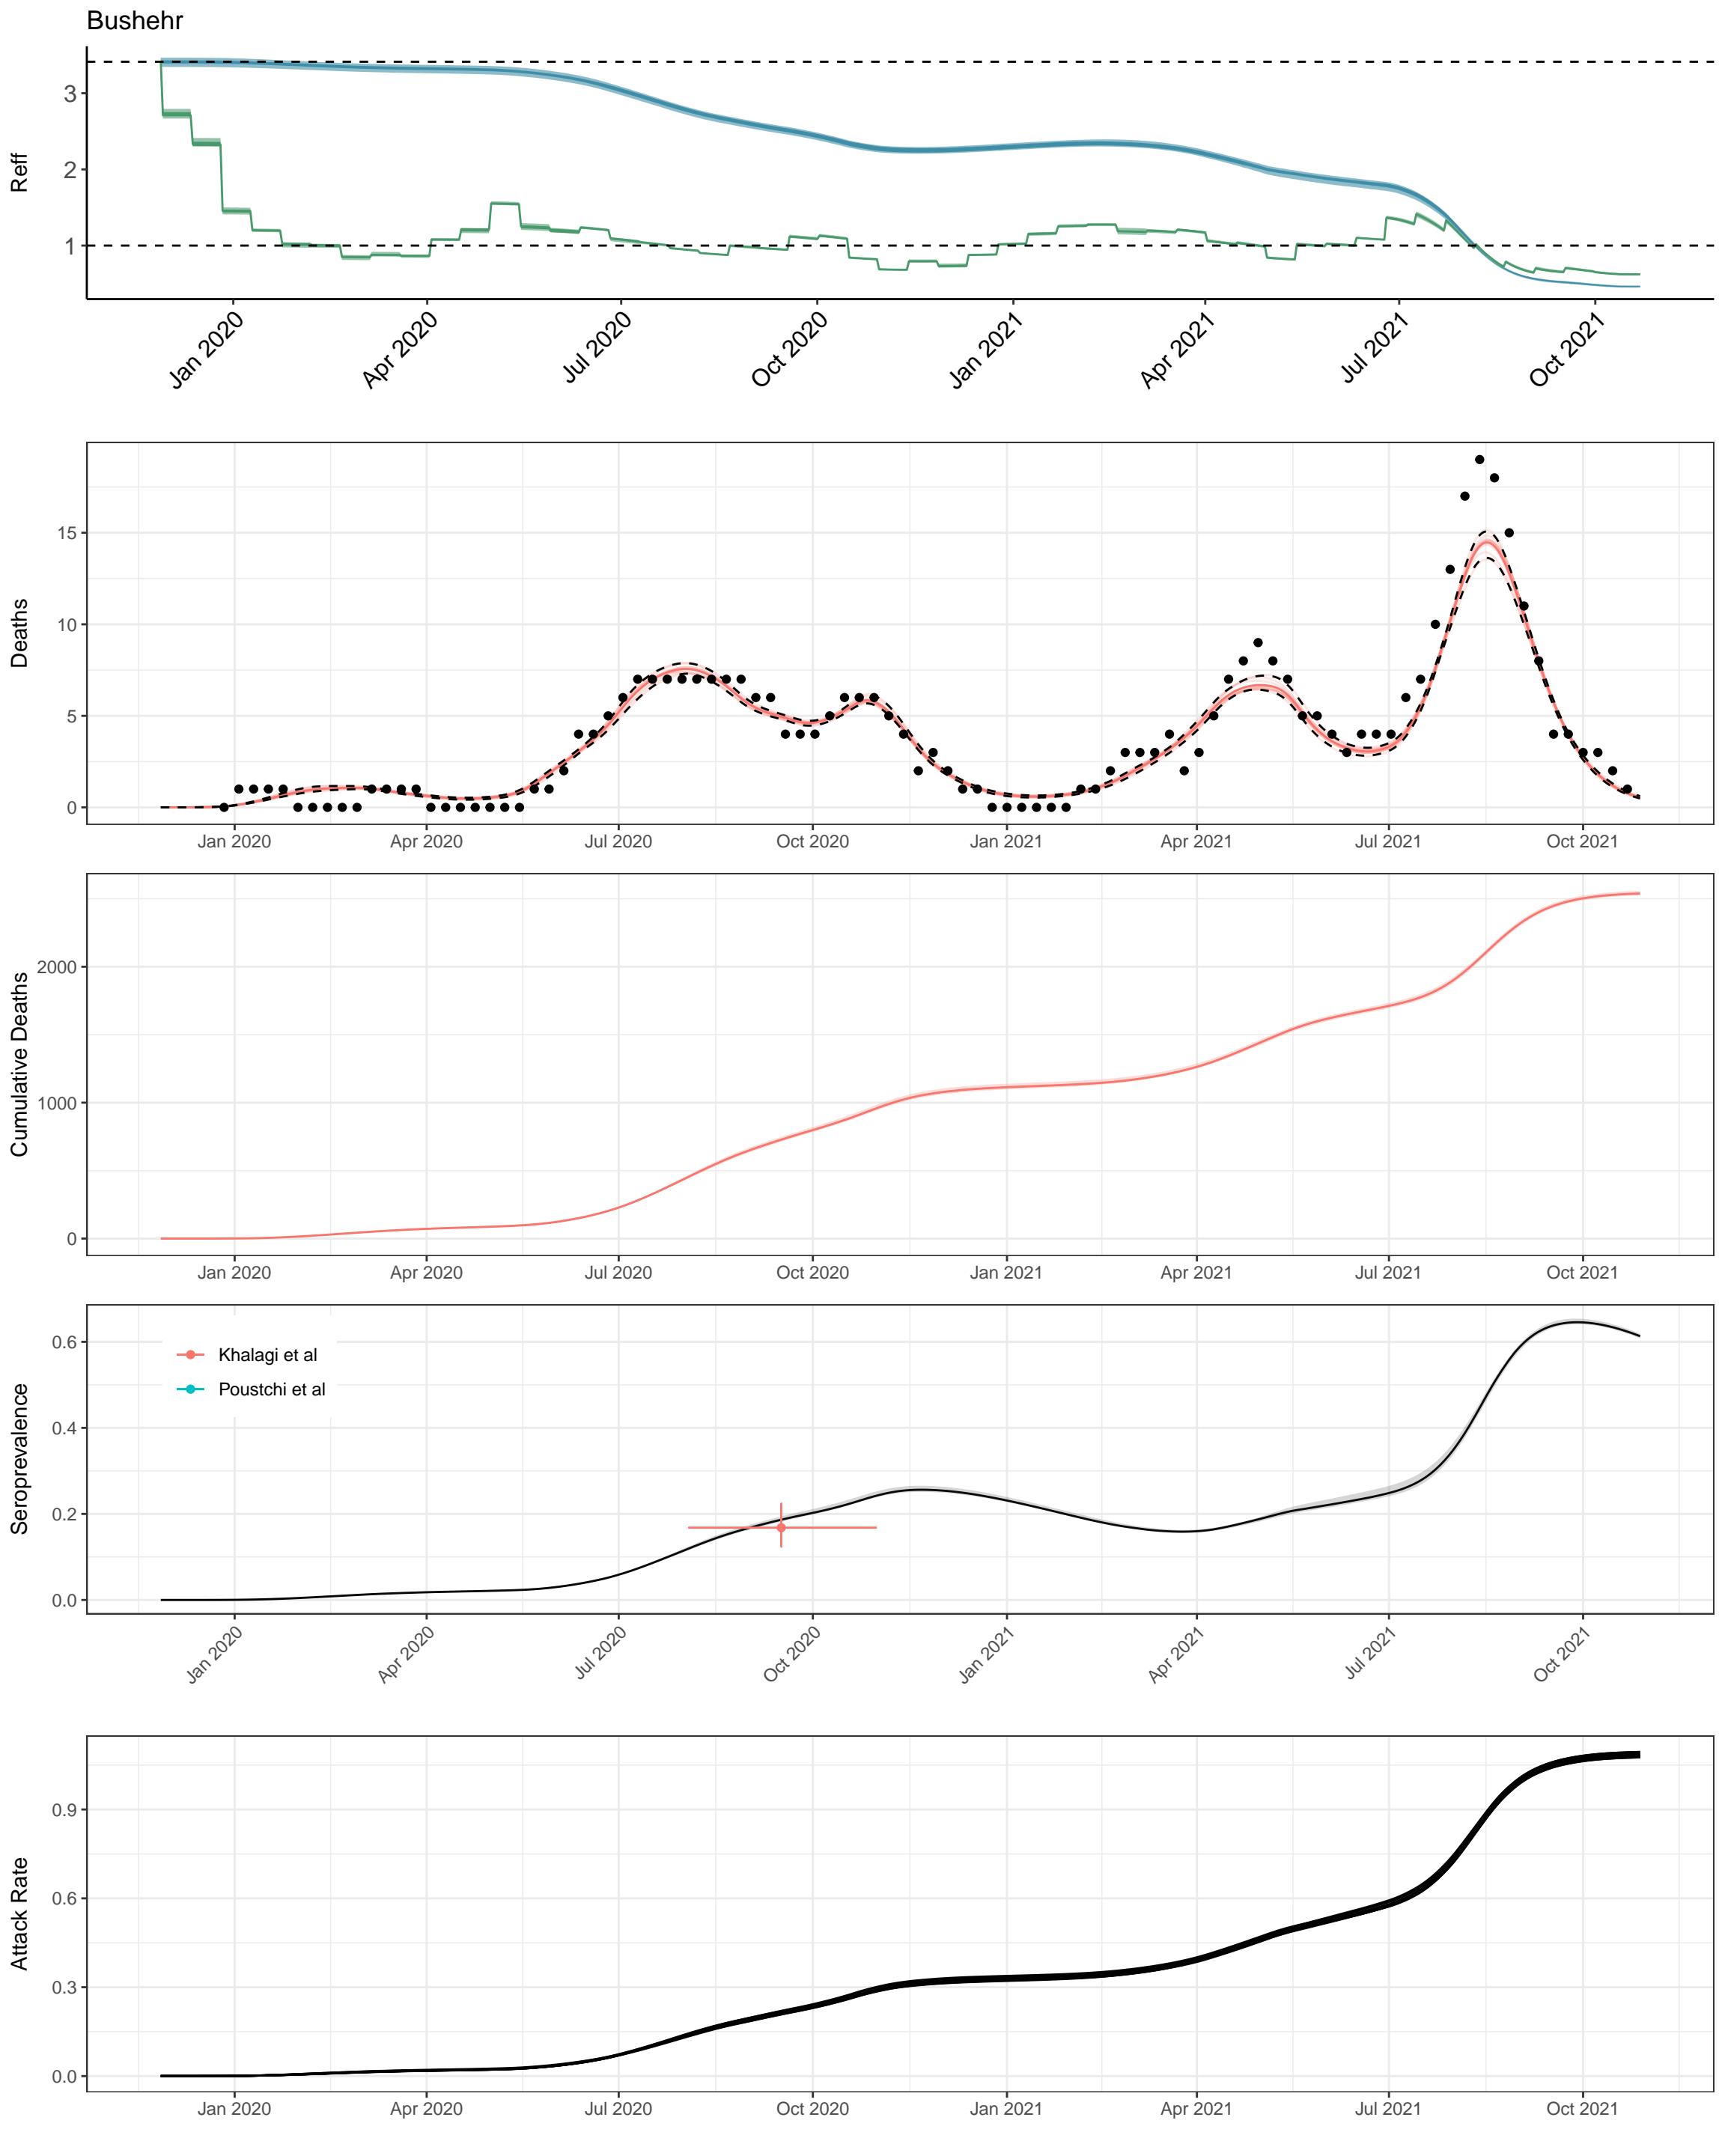 Bushehr
Reff
3
2
1
Jan 2020
Apr 2020
Jul 2020
Oct 2020
Jan 2021
Apr 2021
Jul 2021
Oct 2021
Deaths
15
10
5
0
Jan 2020
Apr 2020
Jul 2020
Oct 2020
Jan 2021
Apr 2021
Jul 2021
Oct 2021
Cumulative Deaths
2000
1000
0
Jan 2020
Apr 2020
Jul 2020
Oct 2020
Jan 2021
Apr 2021
Jul 2021
Oct 2021
Seroprevalence
0.6
0.4
0.2
0.0
Khalagi et al
Poustchi et al
Jan 2020
Apr 2020
Jul 2020
Oct 2020
Jan 2021
Apr 2021
Jul 2021
Oct 2021
Attack Rate
0.9
0.6
0.3
0.0
Jan 2020
Apr 2020
Jul 2020
Oct 2020
Jan 2021
Apr 2021
Jul 2021
Oct 2021